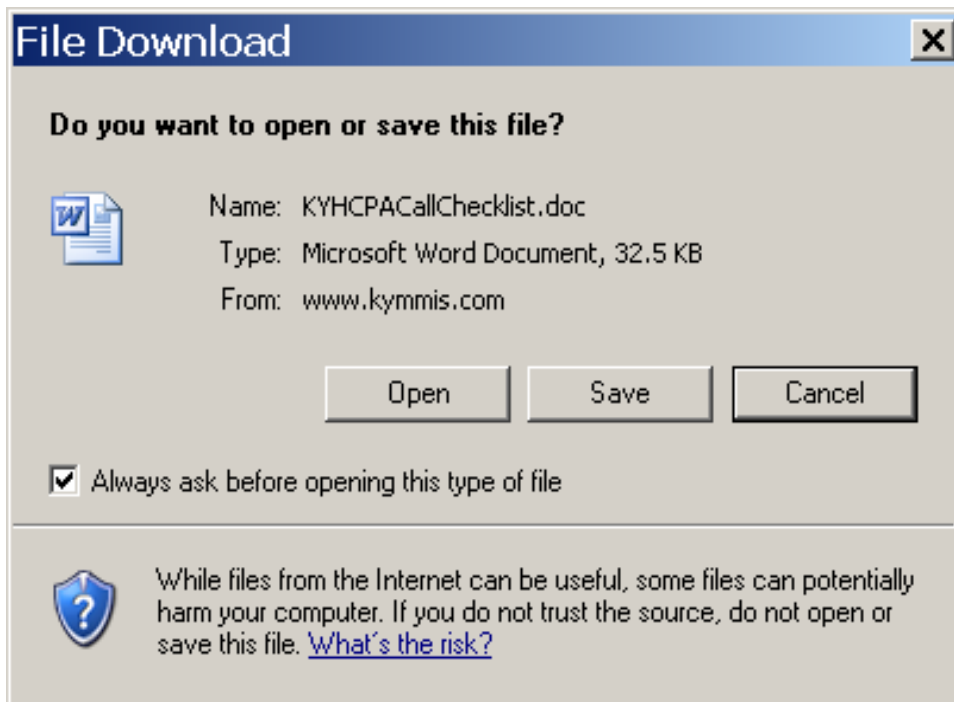 File Download
Do you want to open or save this file?
Name: KYHCPACallChecklist.doc
Type: Microsoft Word Document, 32.5 KB
From: www.kymmis.com
Open Save Cancel
Always ask before opening this type of file
While files from the Internet can be useful, some files can potentially
harm your computer. If you do not trust the source, do not open or
save this file. What's the risk?